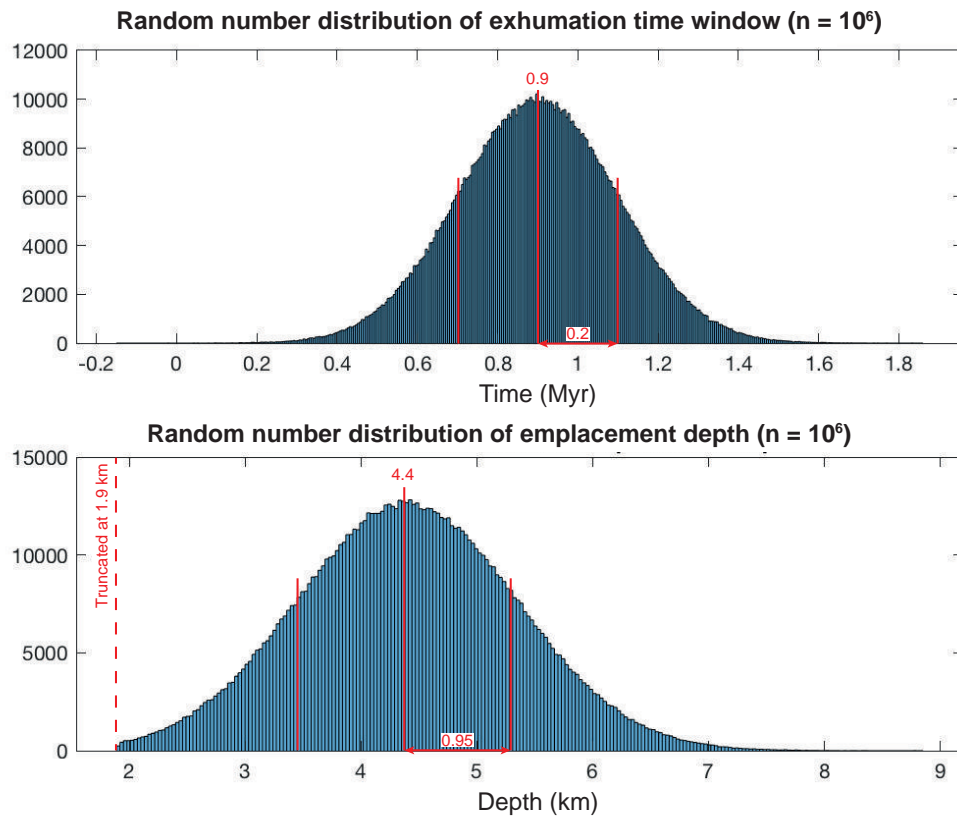 Random number distribution of exhumation time window (n = 10⁶)
12000
10000
8000
6000
4000
2000
0
0.9
0.2
-0.2 0 0.2 0.4 0.6 0.8 1 1.2 1.4 1.6 1.8
Time (Myr)
Random number distribution of emplacement depth (n = 10⁶)
15000
10000
5000
0
Truncated at 1.9 km
4.4
0.95
2 3 4 5 6 7 8 9
Depth (km)